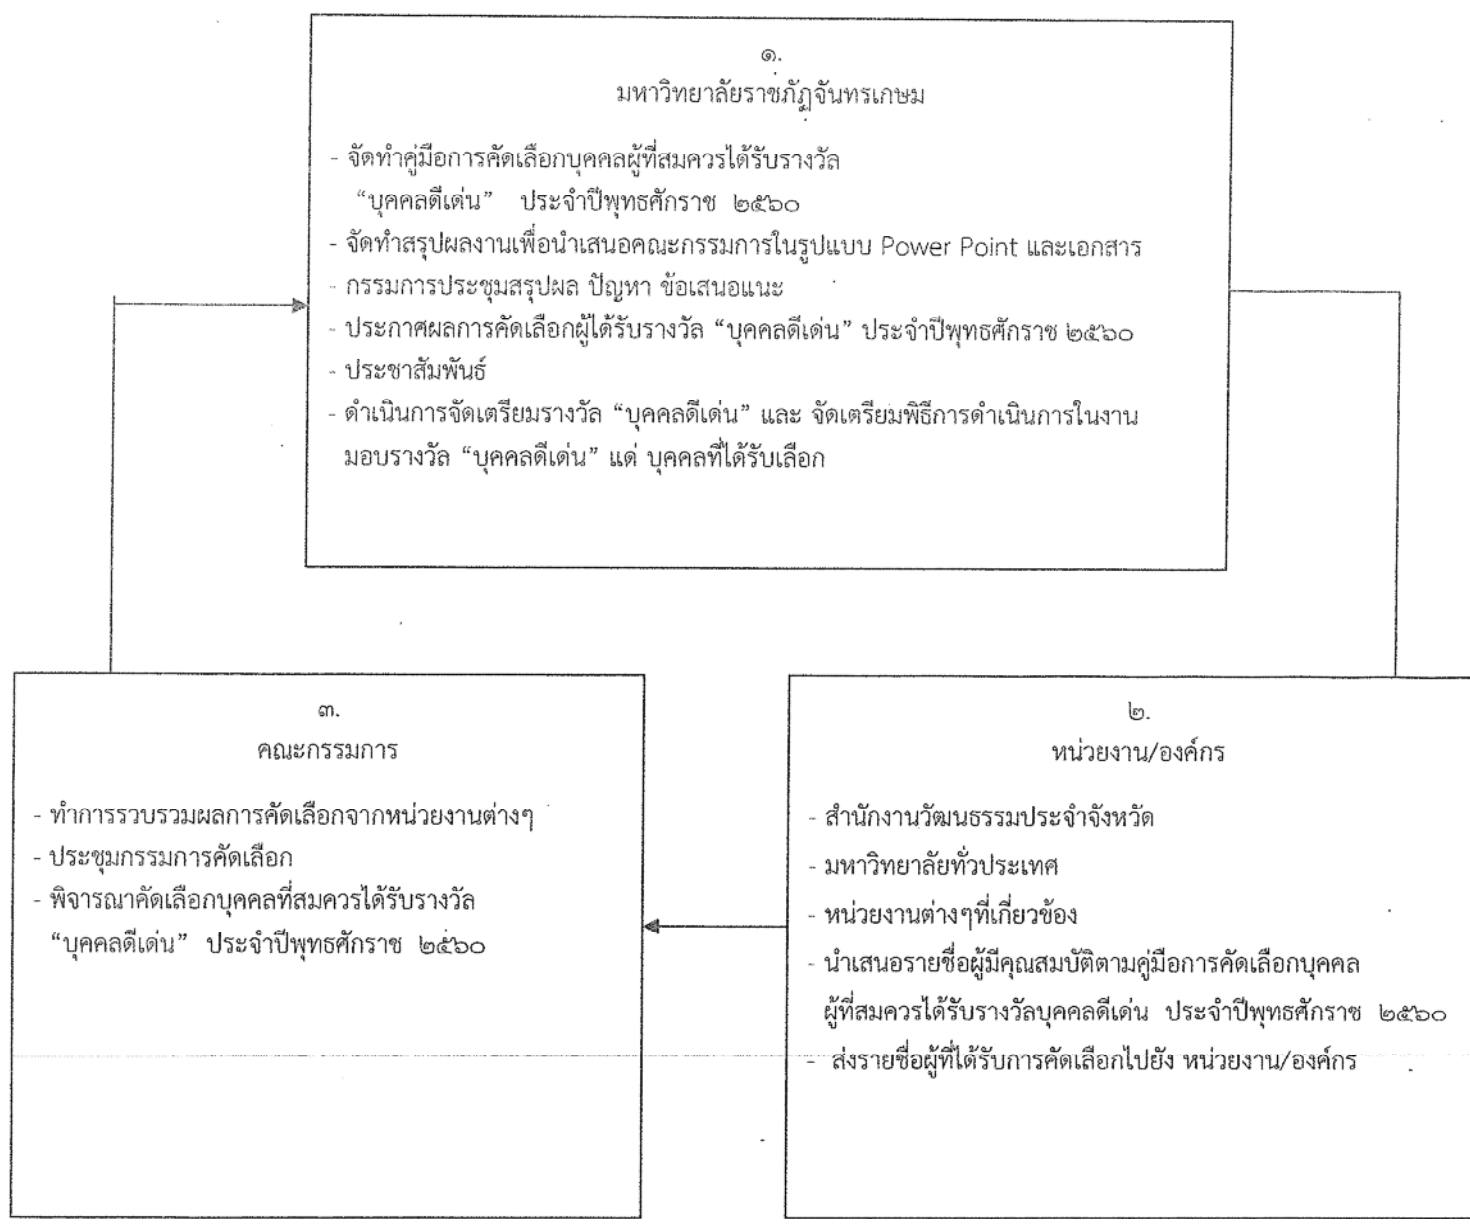 ๑.
มหาวิทยาลัยราชภัฏจันทรเกษม
- จัดทำคู่มือการคัดเลือกบุคคลผู้ที่สมควรได้รับรางวัล
“บุคคลดีเด่น” ประจำปีพุทธศักราช ๒๕๖๐
- จัดทำสรุปผลงานเพื่อนำเสนอคณะกรรมการในรูปแบบ Power Point และเอกสาร
- กรรมการประชุมสรุปผล ปัญหา ข้อเสนอแนะ
- ประกาศผลการคัดเลือกผู้ได้รับรางวัล “บุคคลดีเด่น” ประจำปีพุทธศักราช ๒๕๖๐
- ประชาสัมพันธ์
- ดำเนินการจัดเตรียมรางวัล “บุคคลดีเด่น” และ จัดเตรียมพิธีการดำเนินการในงาน
มอบรางวัล “บุคคลดีเด่น” แด่ บุคคลที่ได้รับเลือก
๓.
คณะกรรมการ
- ทำการรวบรวมผลการคัดเลือกจากหน่วยงานต่างๆ
- ประชุมกรรมการคัดเลือก
- พิจารณาคัดเลือกบุคคลที่สมควรได้รับรางวัล
“บุคคลดีเด่น” ประจำปีพุทธศักราช ๒๕๖๐
๒.
หน่วยงาน/องค์กร
- สำนักงานวัฒนธรรมประจำจังหวัด
- มหาวิทยาลัยทั่วประเทศ
- หน่วยงานต่างๆที่เกี่ยวข้อง
- นำเสนอรายชื่อผู้มีคุณสมบัติตามคู่มือการคัดเลือกบุคคล
ผู้ที่สมควรได้รับรางวัลบุคคลดีเด่น ประจำปีพุทธศักราช ๒๕๖๐
- ส่งรายชื่อผู้ที่ได้รับการคัดเลือกไปยัง หน่วยงาน/องค์กร